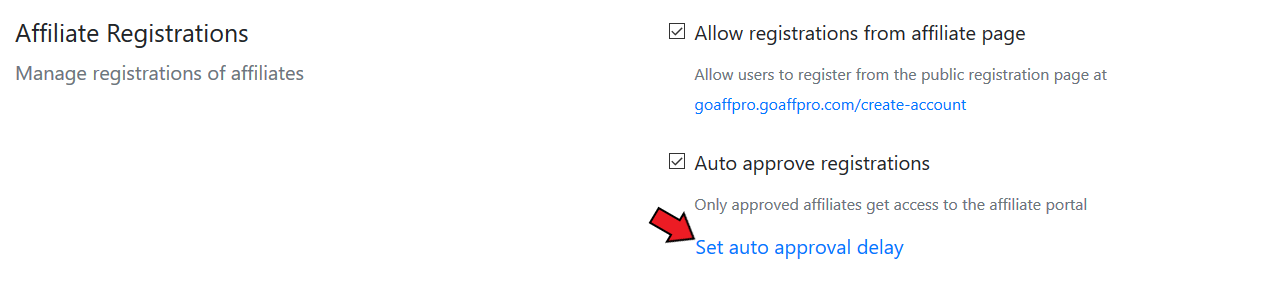 Affiliate Registrations
Manage registrations of affiliates
Allow registrations from affiliate page
Allow users to register from the public registration page at
goaffpro.goaffpro.com/create-account
Auto approve registrations
Only approved affiliates get access to the affiliate portal
Set auto approval delay